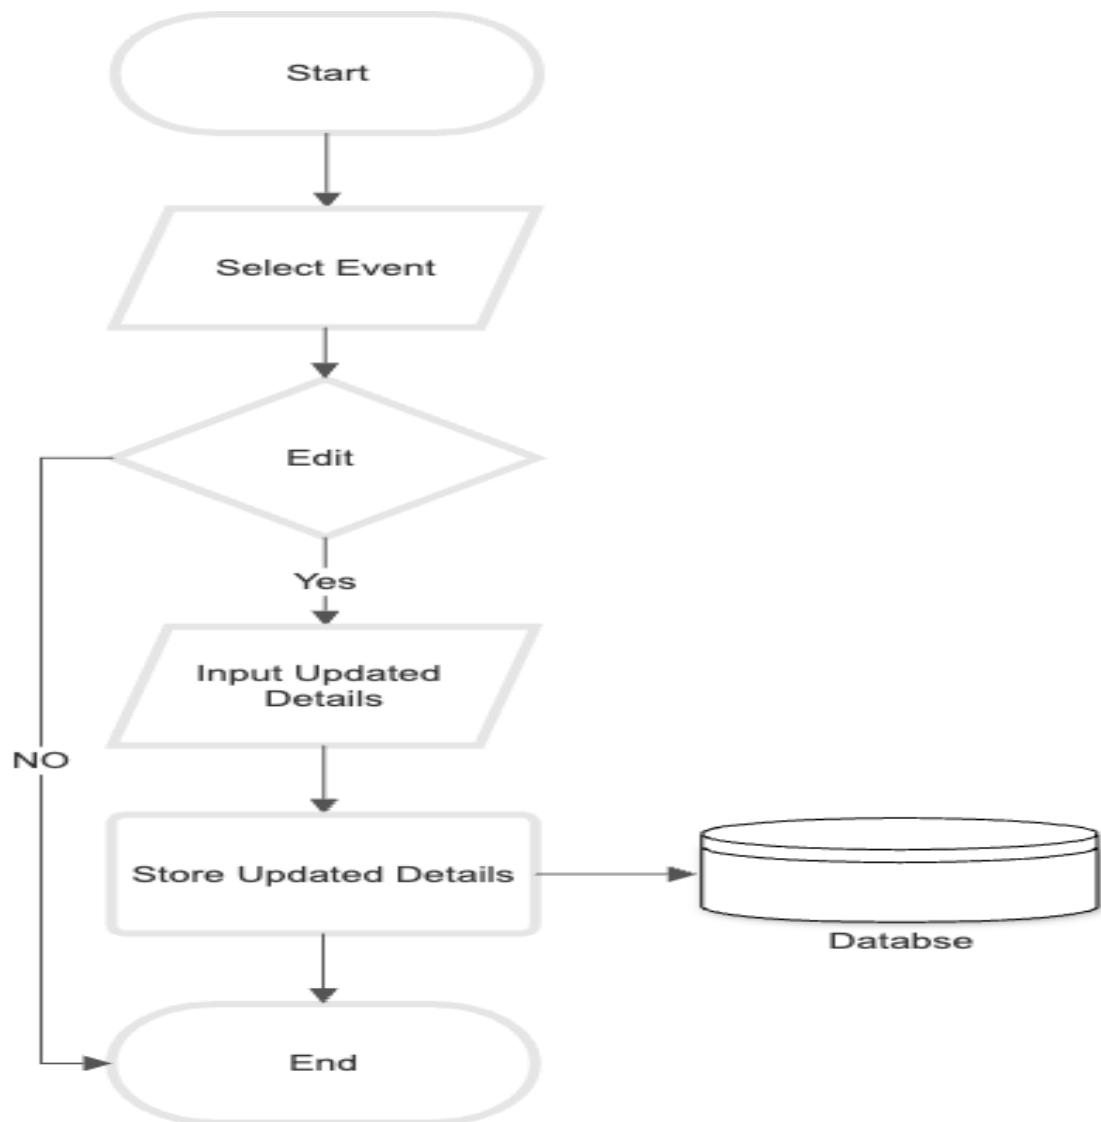 Start
Select Event
Edit
Yes
Input Updated
Details
NO
Store Updated Details
Databse
End